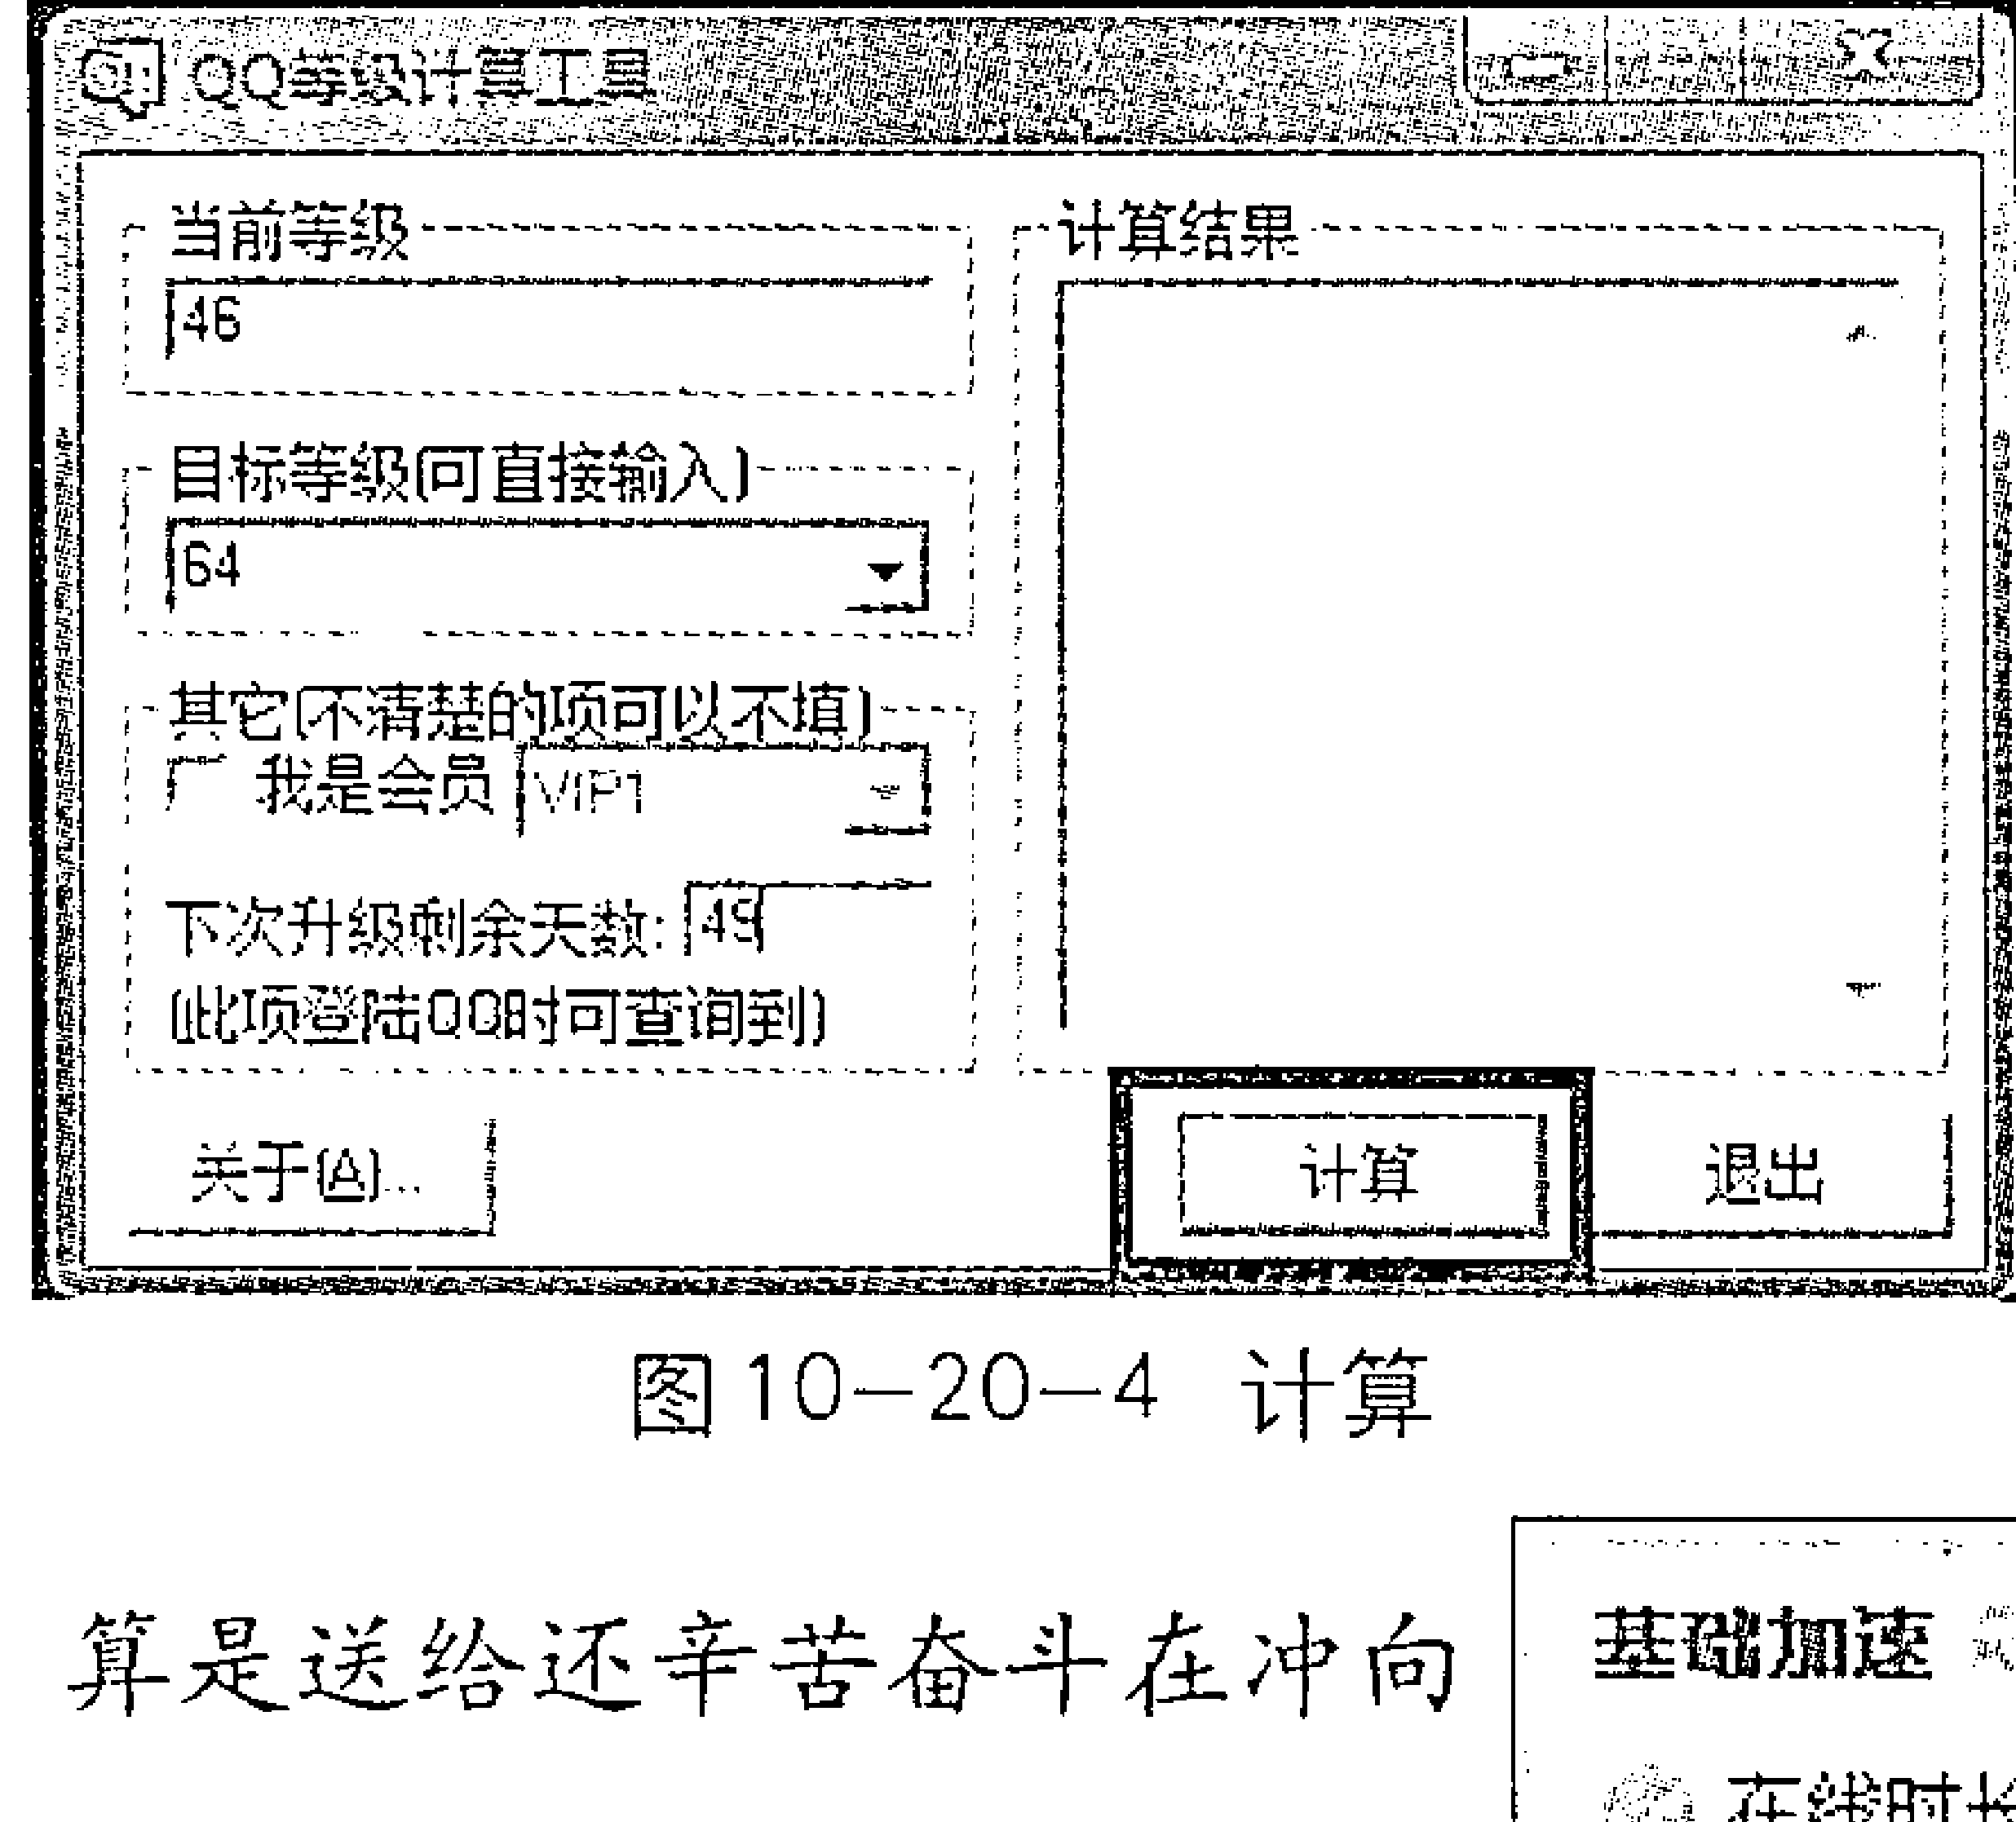 QQ等级计算工具
当前等级
46
目标等级(可直接输入)
64
其它(不清楚的项可以不填)
我是会员 VIP1
下次升级剩余天数: 49
(此项登陆QQ时可查询到)
计算结果
关于(A)... 计算 退出
图10-20-4 计算
算是送给还辛苦奋斗在冲向
基础加速
在线时长